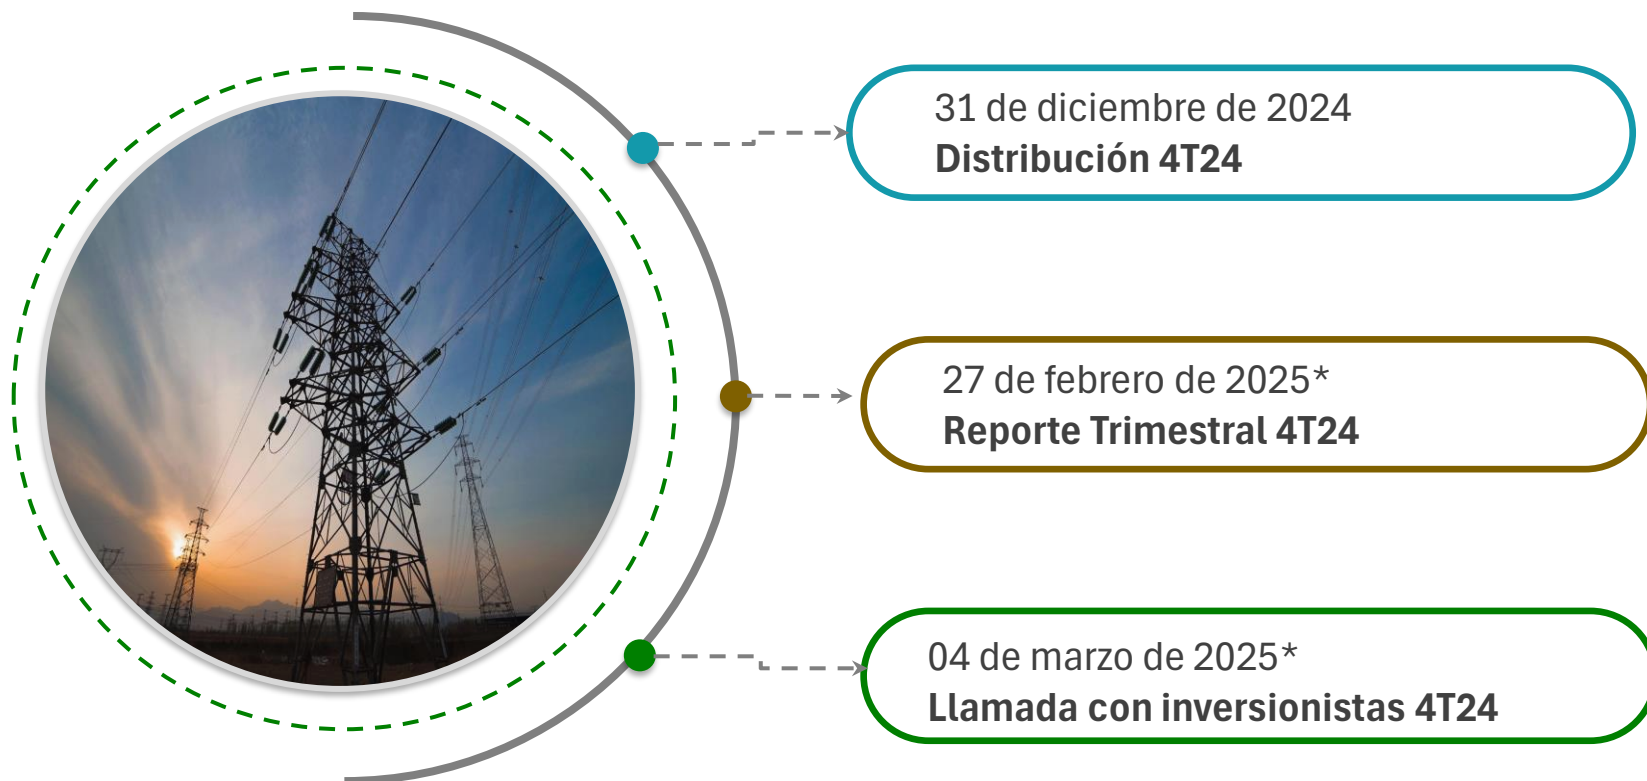 31 de diciembre de 2024
Distribución 4T24
27 de febrero de 2025*
Reporte Trimestral 4T24
04 de marzo de 2025*
Llamada con inversionistas 4T24